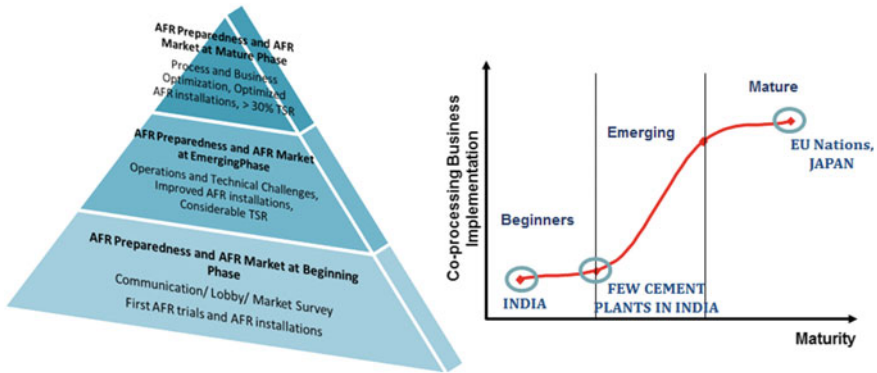 AFR Preparedness and AFR
Market at Mature Phase
Process and Business
Optimization, Optimized
AFR installations, > 30% TSR
AFR Preparedness and AFR Market
at EmergingPhase
Operations and Technical Challenges,
Improved AFR installations,
Considerable TSR
AFR Preparedness and AFR Market at Beginning
Phase
Communication/ Lobby/ Market Survey
First AFR trials and AFR installations
Co-processing Business
Implementation
Beginners
Emerging
Mature
INDIA
FEW CEMENT
PLANTS IN INDIA
EU NATIONS,
JAPAN
Maturity